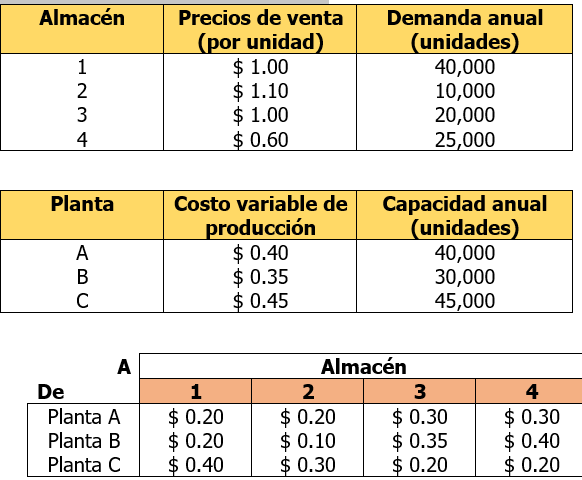 Almacén Precios de venta Demanda anual
(por unidad) (unidades)
1 $ 1.00 40,000
2 $ 1.10 10,000
3 $ 1.00 20,000
4 $ 0.60 25,000
Planta Costo variable de Capacidad anual
producción (unidades)
A $ 0.40 40,000
B $ 0.35 30,000
C $ 0.45 45,000
A Almacén
De 1 2 3 4
Planta A $ 0.20 $ 0.20 $ 0.30 $ 0.30
Planta B $ 0.20 $ 0.10 $ 0.35 $ 0.40
Planta C $ 0.40 $ 0.30 $ 0.20 $ 0.20